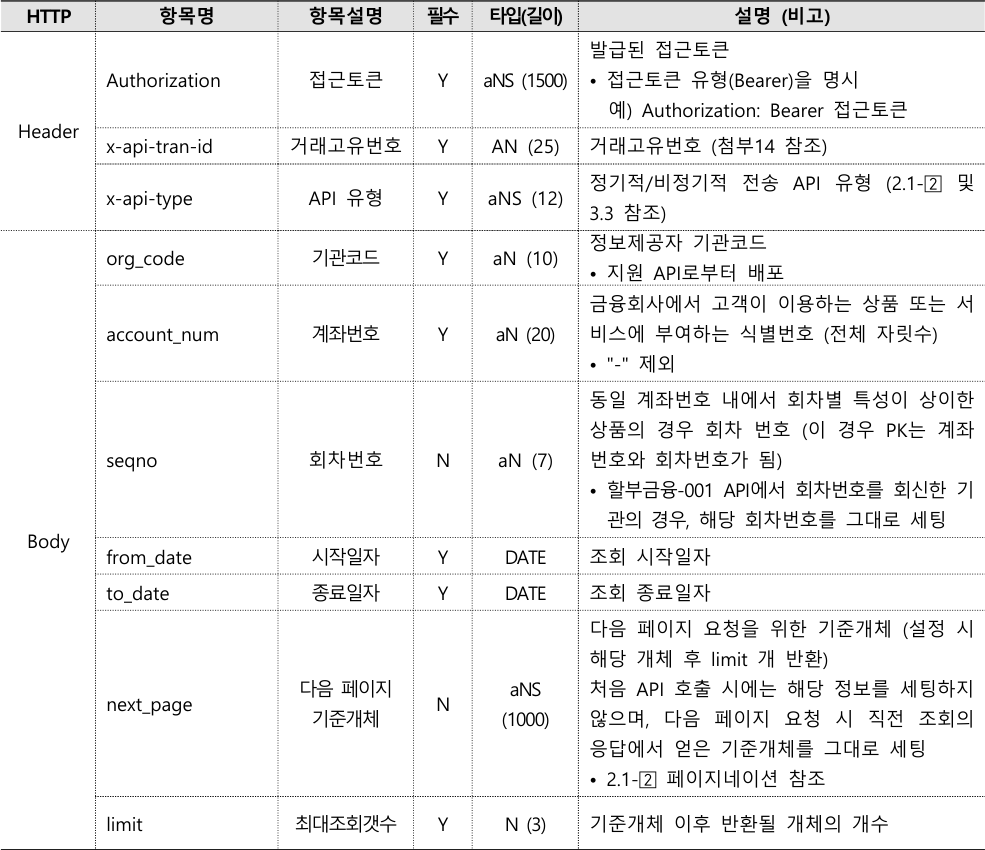 HTTP 항목명 항목설명 필수 타입(길이) 설명 (비고)
Header
Authorization 접근토큰 Y aNS (1500)
발급된 접근토큰
• 접근토큰 유형(Bearer)을 명시
예) Authorization: Bearer 접근토큰
x-api-tran-id 거래고유번호 Y AN (25) 거래고유번호 (첨부14 참조)
x-api-type API 유형 Y aNS (12)
정기적/비정기적 전송 API 유형 (2.1-2 및
3.3 참조)
Body
org_code 기관코드 Y aN (10)
정보제공자 기관코드
• 지원 API로부터 배포
account_num 계좌번호 Y aN (20)
금융회사에서 고객이 이용하는 상품 또는 서
비스에 부여하는 식별번호 (전체 자릿수)
• "-" 제외
seqno 회차번호 N aN (7)
동일 계좌번호 내에서 회차별 특성이 상이한
상품의 경우 회차 번호 (이 경우 PK는 계좌
번호와 회차번호가 됨)
• 할부금융-001 API에서 회차번호를 회신한 기
관의 경우, 해당 회차번호를 그대로 세팅
from_date 시작일자 Y DATE 조회 시작일자
to_date 종료일자 Y DATE 조회 종료일자
next_page
다음 페이지
기준개체
N
aNS
(1000)
다음 페이지 요청을 위한 기준개체 (설정 시
해당 개체 후 limit 개 반환)
처음 API 호출 시에는 해당 정보를 세팅하지
않으며, 다음 페이지 요청 시 직전 조회의
응답에서 얻은 기준개체를 그대로 세팅
• 2.1-2 페이지네이션 참조
limit 최대조회갯수 Y N (3) 기준개체 이후 반환될 개체의 개수